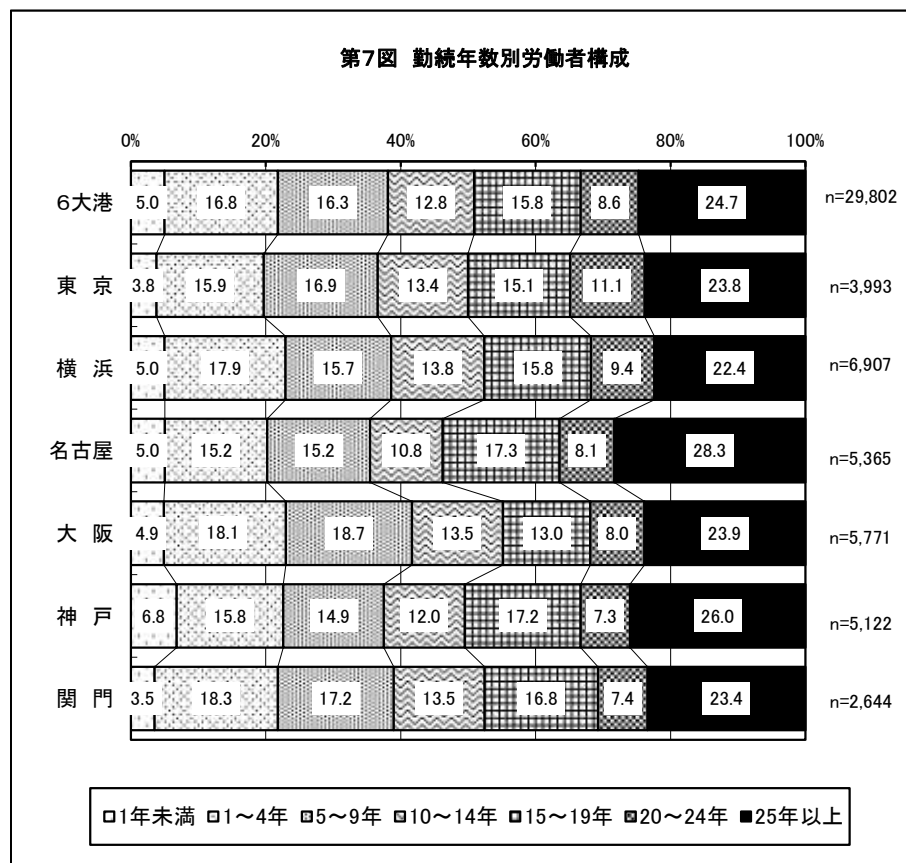 第7図 勤続年数別労働者構成
0% 20% 40% 60% 80% 100%
6大港 5.0 16.8 16.3 12.8 15.8 8.6 24.7 n=29,802
東 京 3.8 15.9 16.9 13.4 15.1 11.1 23.8 n=3,993
横 浜 5.0 17.9 15.7 13.8 15.8 9.4 22.4 n=6,907
名古屋 5.0 15.2 15.2 10.8 17.3 8.1 28.3 n=5,365
大 阪 4.9 18.1 18.7 13.5 13.0 8.0 23.9 n=5,771
神 戸 6.8 15.8 14.9 12.0 17.2 7.3 26.0 n=5,122
関 門 3.5 18.3 17.2 13.5 16.8 7.4 23.4 n=2,644
1年未満 1～4年 5～9年 10～14年 15～19年 20～24年 25年以上